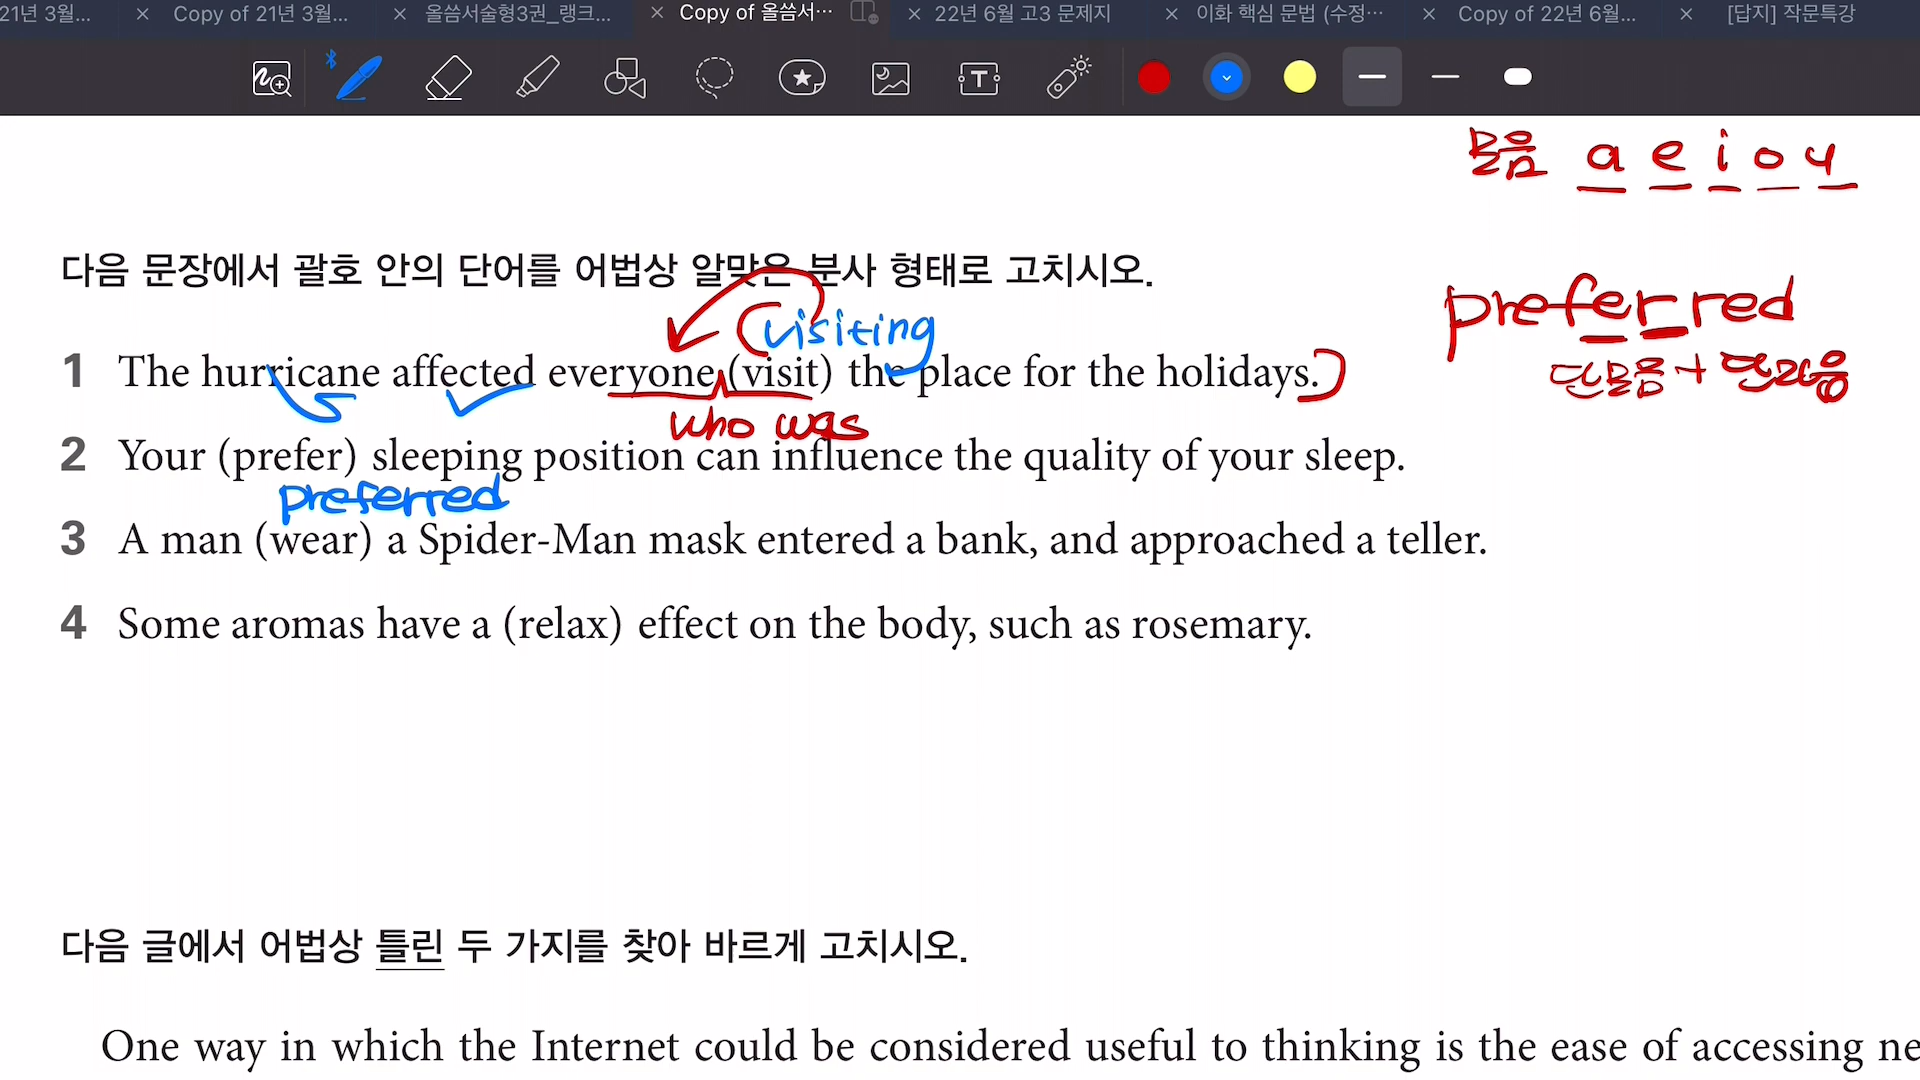 21년 3월... × Copy of 21년 3월... × 올씀서술형3권_랭크... × Copy of 올씀서... × 22년 6월 고3 문제지 × 이화 핵심 문법 (수정... × Copy of 22년 6월... × [답지] 작문특강
모음 a e i o u
다음 문장에서 괄호 안의 단어를 어법상 알맞은 분사 형태로 고치시오.
preferred
visiting
단모음 + 단자음
1 The hurricane affected everyone (visit) the place for the holidays.
who was
2 Your (prefer) sleeping position can influence the quality of your sleep.
preferred
3 A man (wear) a Spider-Man mask entered a bank, and approached a teller.
4 Some aromas have a (relax) effect on the body, such as rosemary.
다음 글에서 어법상 틀린 두 가지를 찾아 바르게 고치시오.
One way in which the Internet could be considered useful to thinking is the ease of accessing ne